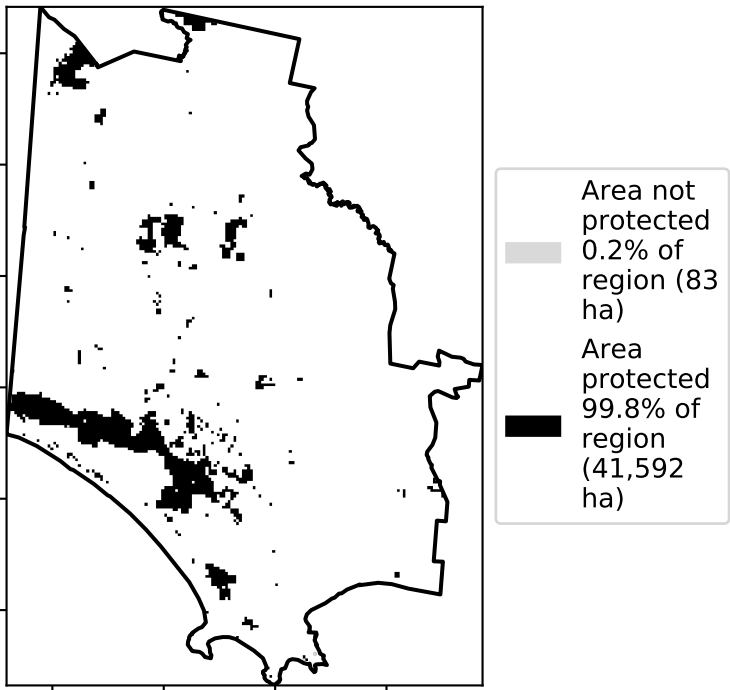 Area not
protected
0.2% of
region (83
ha)
Area
protected
99.8% of
region
(41,592
ha)